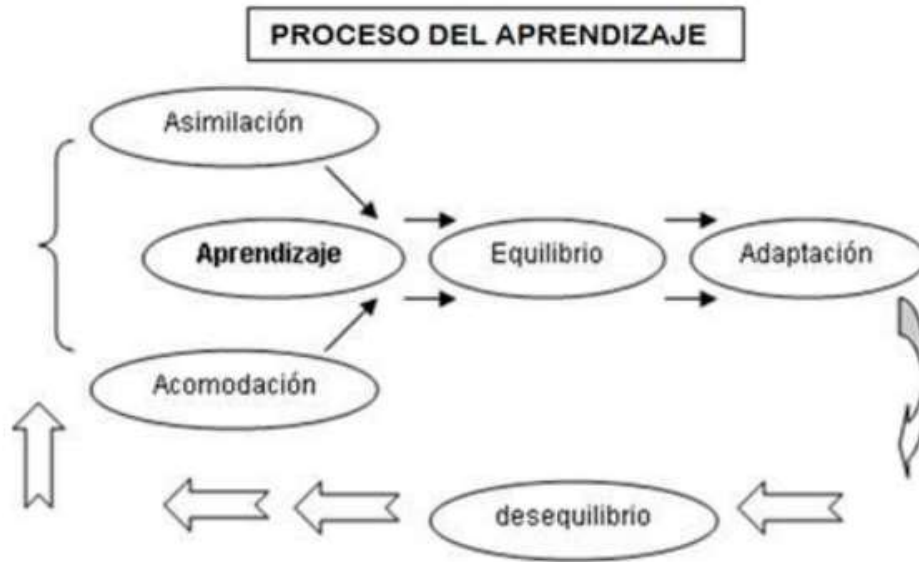 PROCESO DEL APRENDIZAJE
Asimilación
Aprendizaje
Equilibrio
Adaptación
Acomodación
desequilibrio